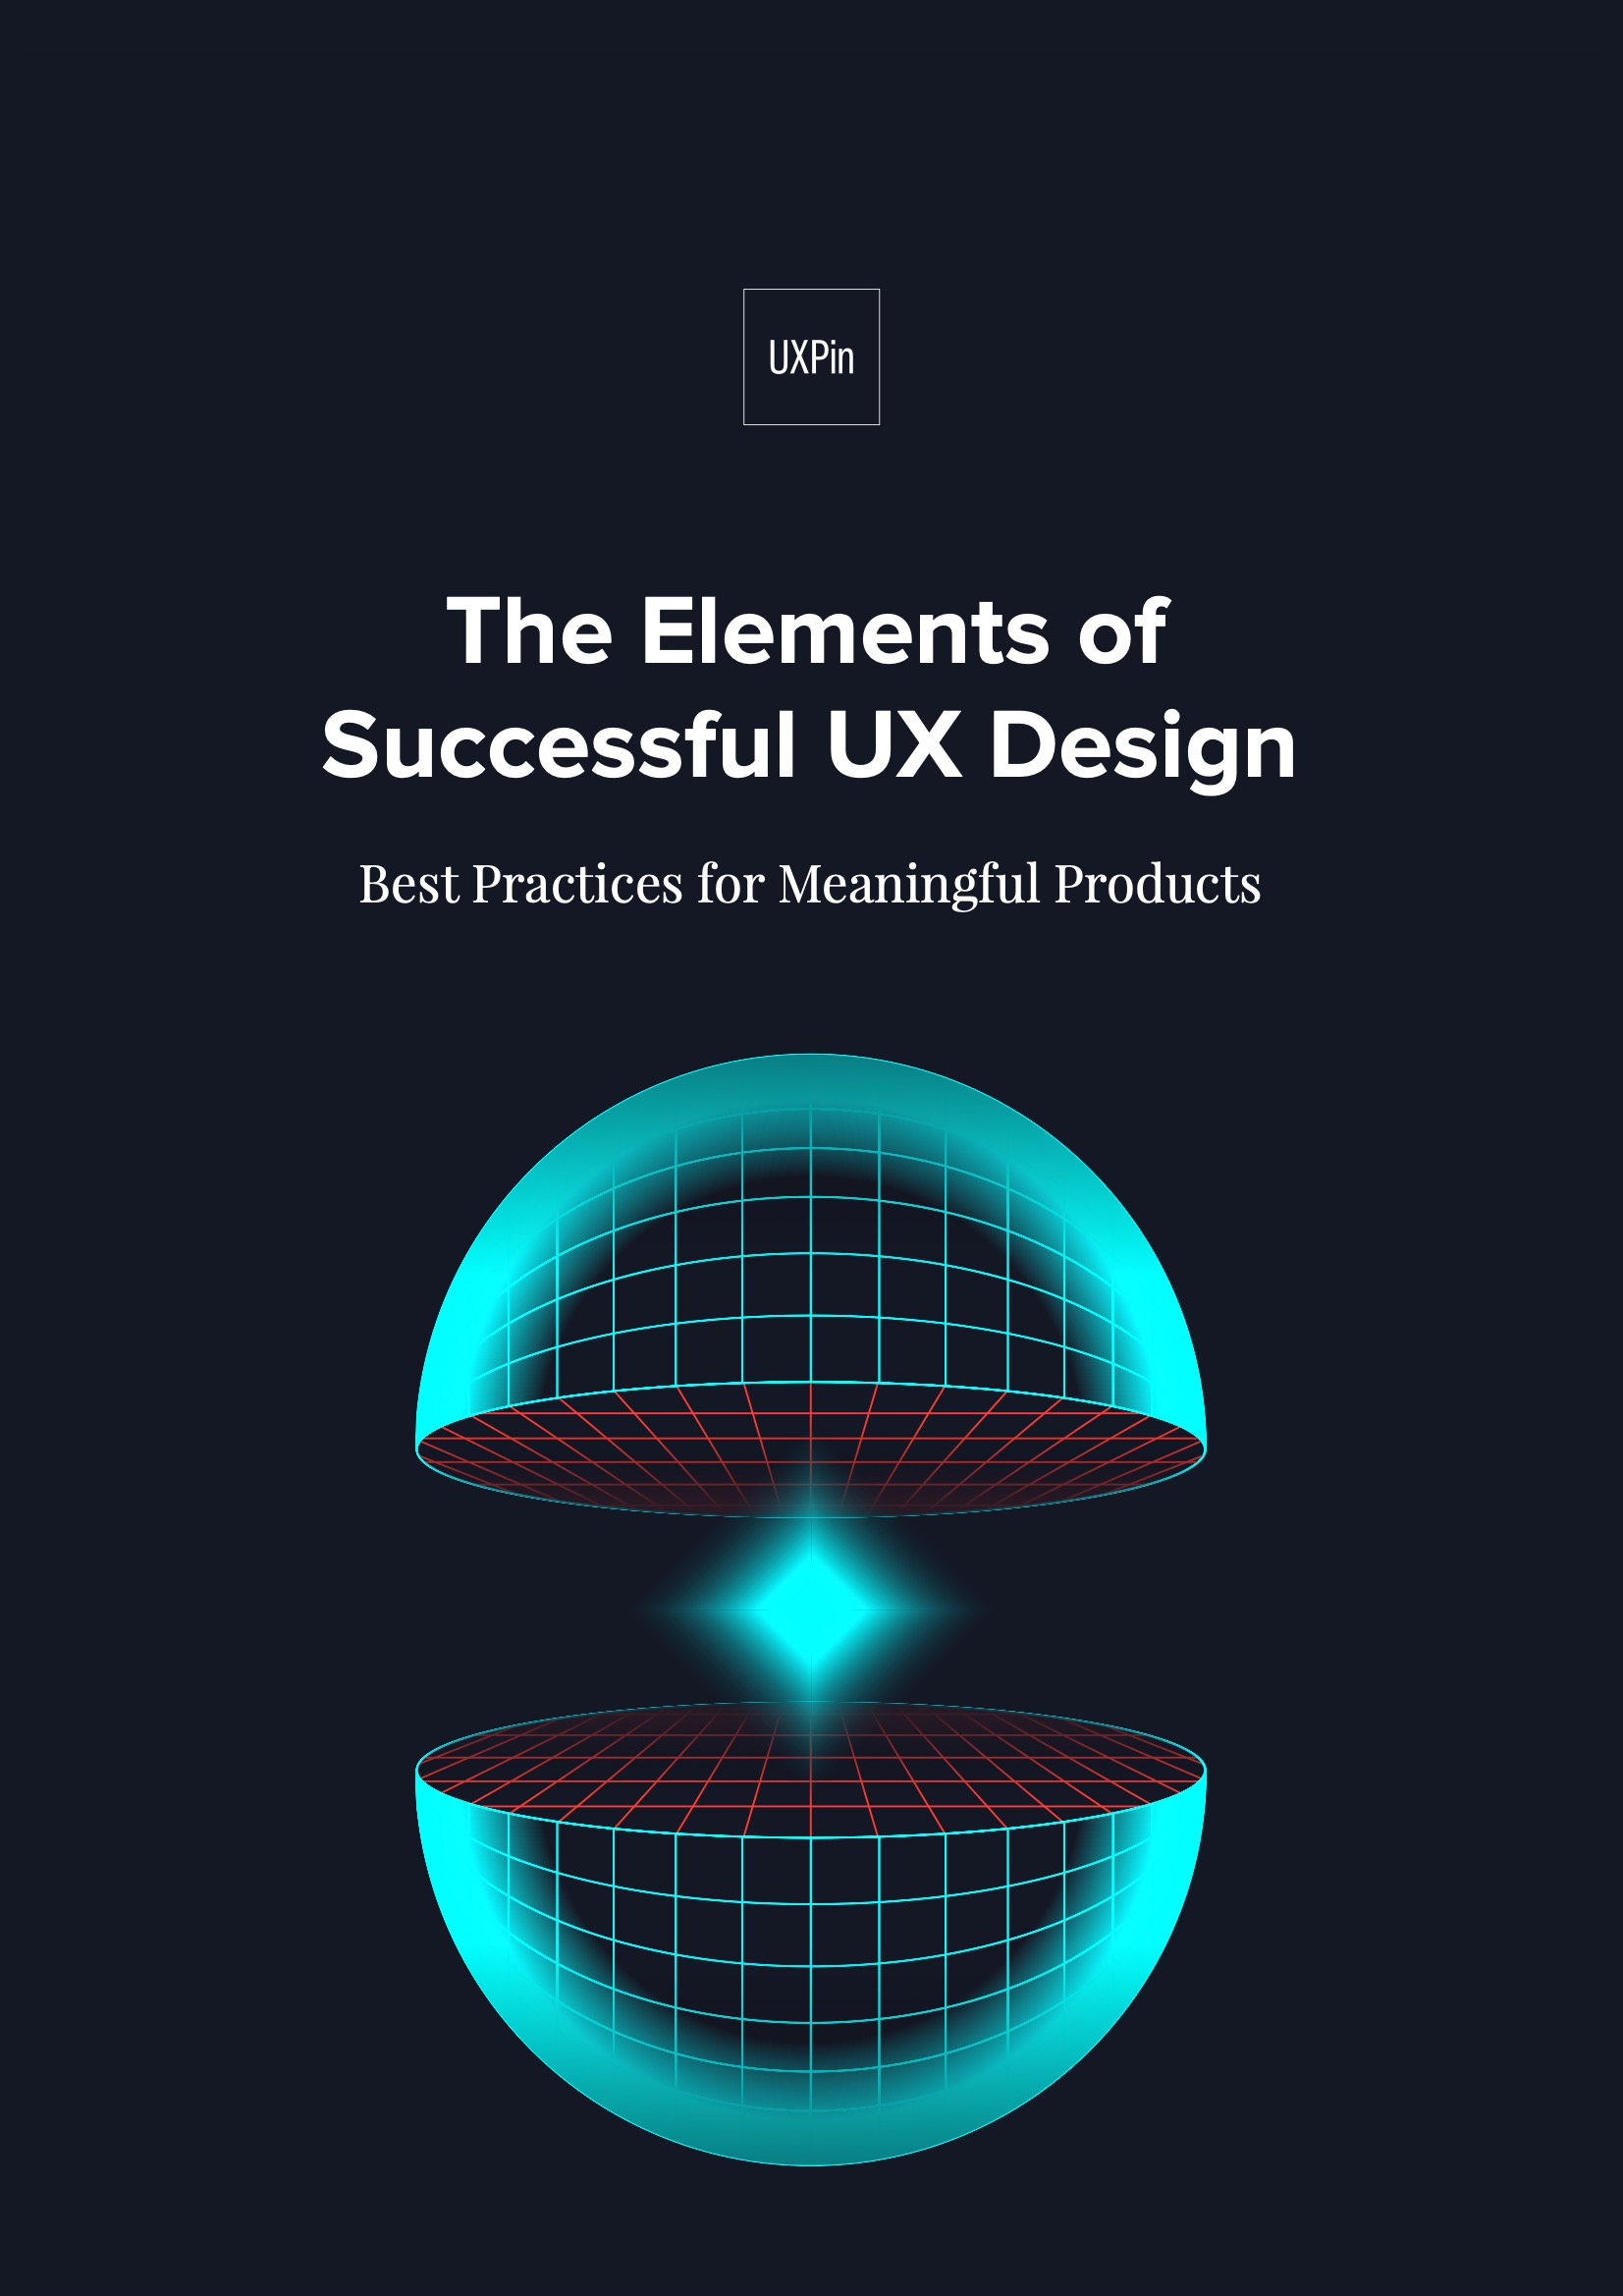 UXPin
The Elements of
Successful UX Design
Best Practices for Meaningful Products